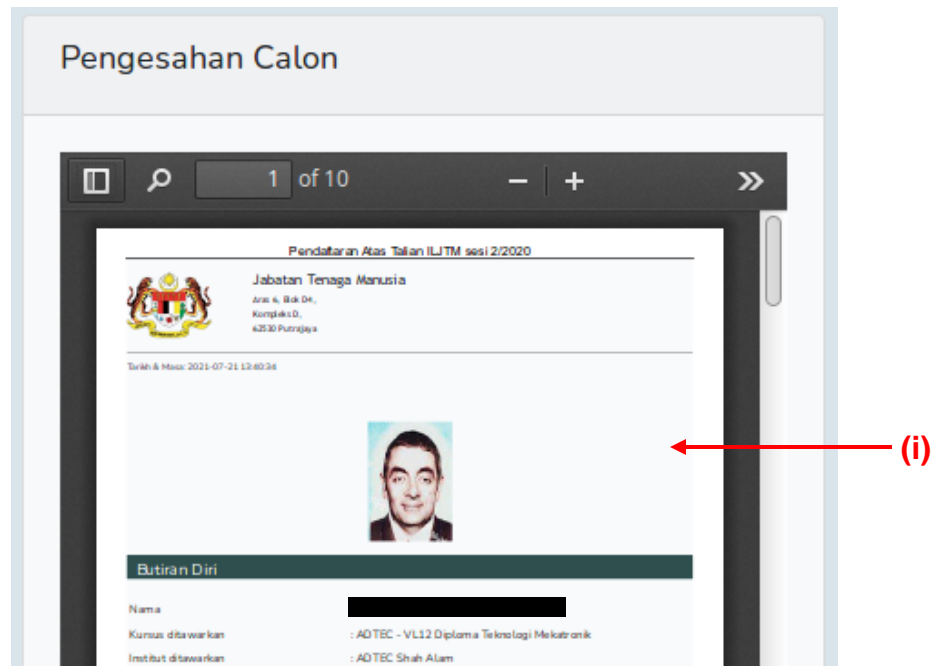 Pengesahan Calon
1 of 10
Pendaftaran Atas Talian ILJTM sesi 2/2020
Jabatan Tenaga Manusia
Aras 6, Blok D4,
Kompleks D,
62530 Putrajaya
Tarikh & Masa: 2021-07-21 13:40:34
(i)
Butiran Diri
Nama
Kursus ditawarkan : ADTEC - VL12 Diploma Teknologi Mekatronik
Institut ditawarkan : ADTEC Shah Alam